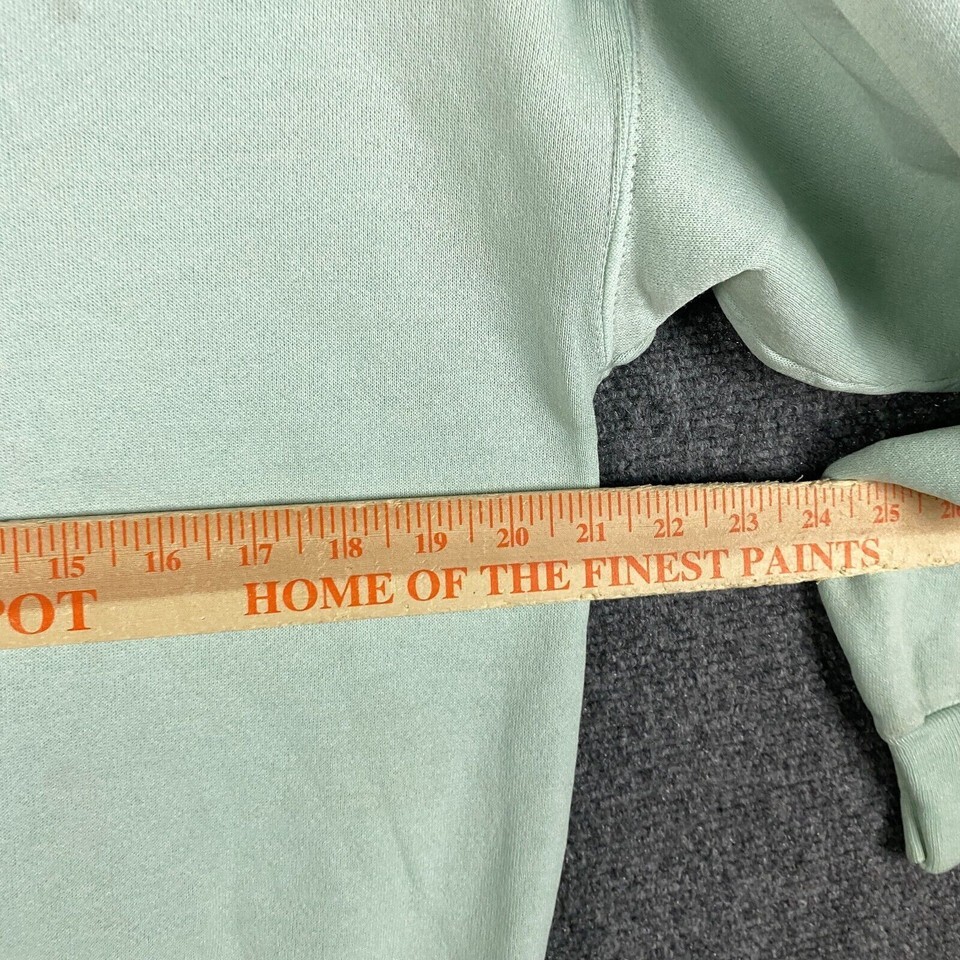 15 16 17 18 19 20 21 22 23 24 25
POT HOME OF THE FINEST PAINTS